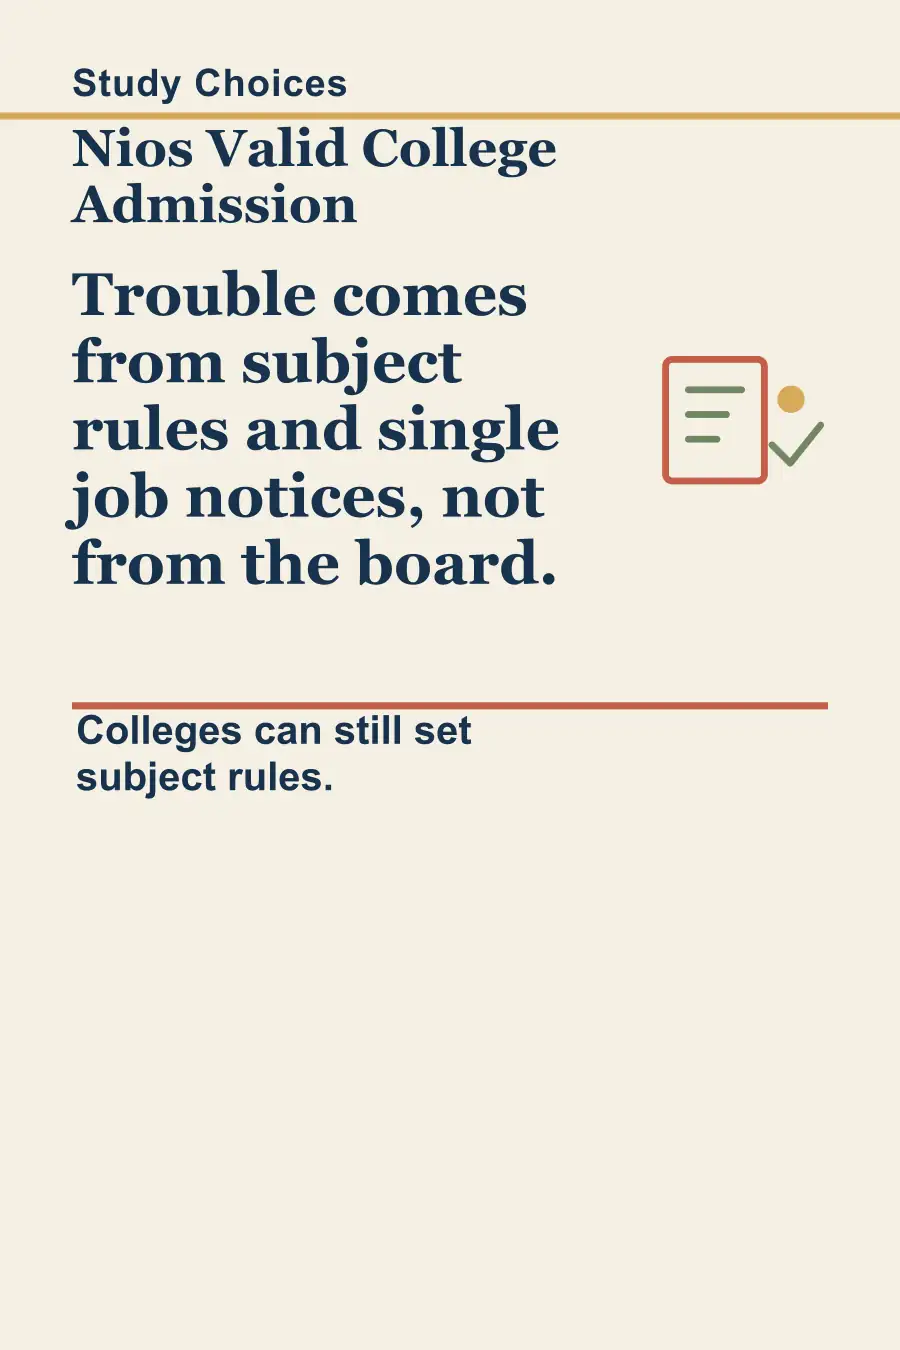 Study Choices
Nios Valid College
Admission
Trouble comes
from subject
rules and single
job notices, not
from the board.
Colleges can still set
subject rules.